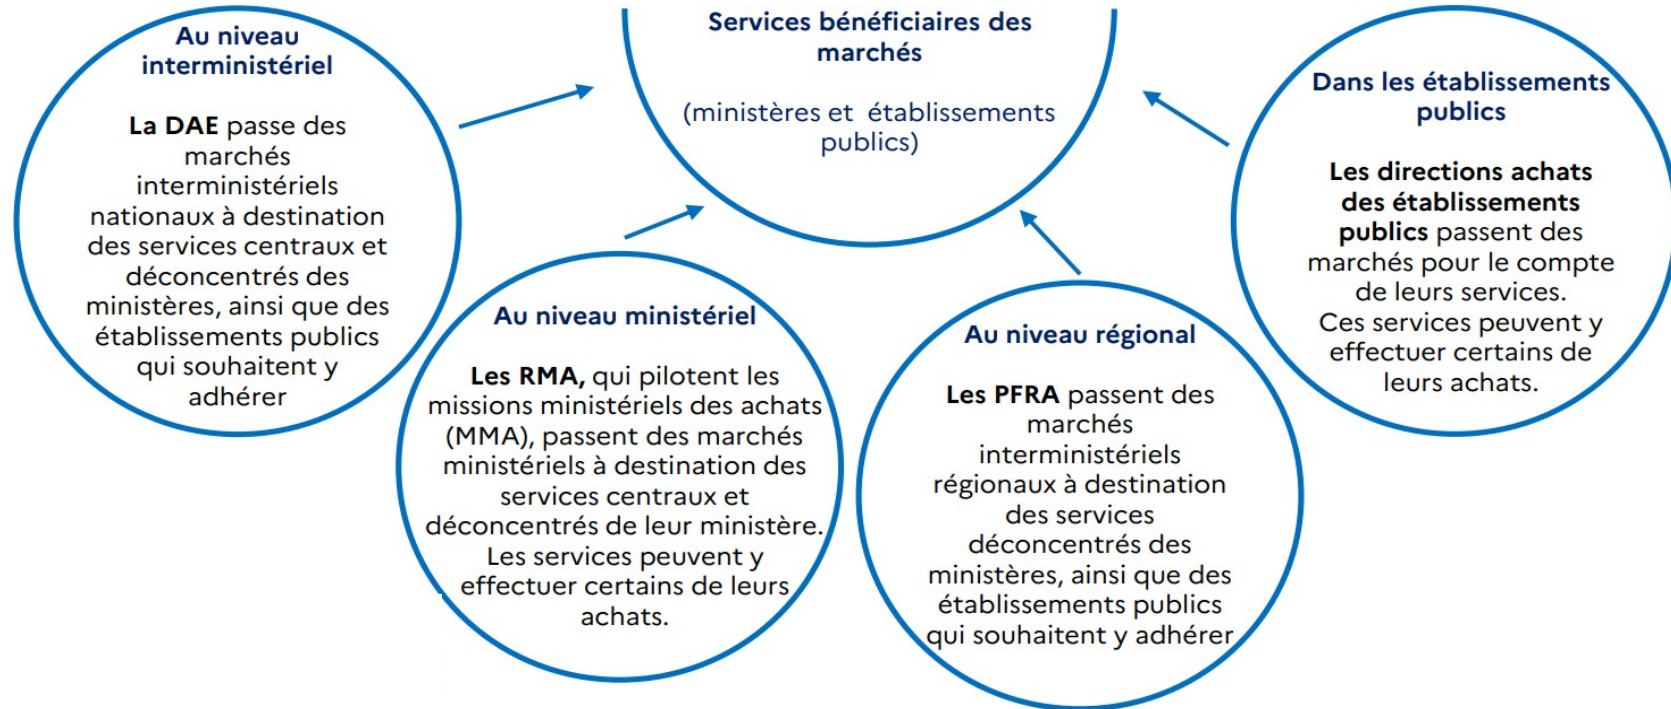 Au niveau
interministériel
La DAE passe des
marchés
interministériels
nationaux à destination
des services centraux et
déconcentrés des
ministères, ainsi que des
établissements publics
qui souhaitent y
adhérer
Services bénéficiaires des
marchés
(ministères et établissements
publics)
Dans les établissements
publics
Les directions achats
des établissements
publics passent des
marchés pour le compte
de leurs services.
Ces services peuvent y
effectuer certains de
leurs achats.
Au niveau ministériel
Les RMA, qui pilotent les
missions ministériels des achats
(MMA), passent des marchés
ministériels à destination des
services centraux et
déconcentrés de leur ministère.
Les services peuvent y
effectuer certains de leurs
achats.
Au niveau régional
Les PFRA passent des
marchés
interministériels
régionaux à destination
des services
déconcentrés des
ministères, ainsi que des
établissements publics
qui souhaitent y adhérer